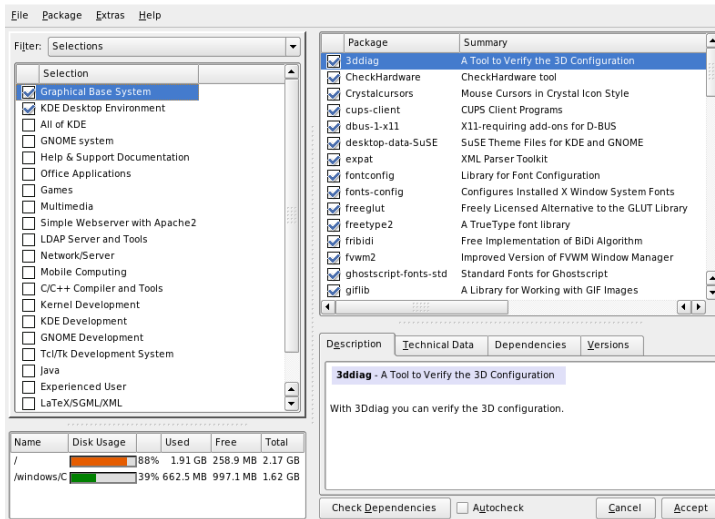 File Package Extras Help
Filter: Selections
Selection
Graphical Base System
KDE Desktop Environment
All of KDE
GNOME system
Help & Support Documentation
Office Applications
Games
Multimedia
Simple Webserver with Apache2
LDAP Server and Tools
Network/Server
Mobile Computing
C/C++ Compiler and Tools
Kernel Development
KDE Development
GNOME Development
Tcl/Tk Development System
Java
Experienced User
LaTeX/SGML/XML
Name Disk Usage Used Free Total
/ 88% 1.91 GB 258.9 MB 2.17 GB
/windows/C 39% 662.5 MB 997.1 MB 1.62 GB
Package Summary
3ddiag A Tool to Verify the 3D Configuration
CheckHardware CheckHardware tool
Crystalcursors Mouse Cursors in Crystal Icon Style
cups-client CUPS Client Programs
dbus-1-x11 X11-requiring add-ons for D-BUS
desktop-data-SuSE SuSE Theme Files for KDE and GNOME
expat XML Parser Toolkit
fontconfig Library for Font Configuration
fonts-config Configures Installed X Window System Fonts
freeglut Freely Licensed Alternative to the GLUT Library
freetype2 A TrueType font library
fribidi Free Implementation of BiDi Algorithm
fvwm2 Improved Version of FVWM Window Manager
ghostscript-fonts-std Standard Fonts for Ghostscript
giflib A Library for Working with GIF Images
Description Technical Data Dependencies Versions
3ddiag - A Tool to Verify the 3D Configuration
With 3Ddiag you can verify the 3D configuration.
Check Dependencies Autocheck Cancel Accept